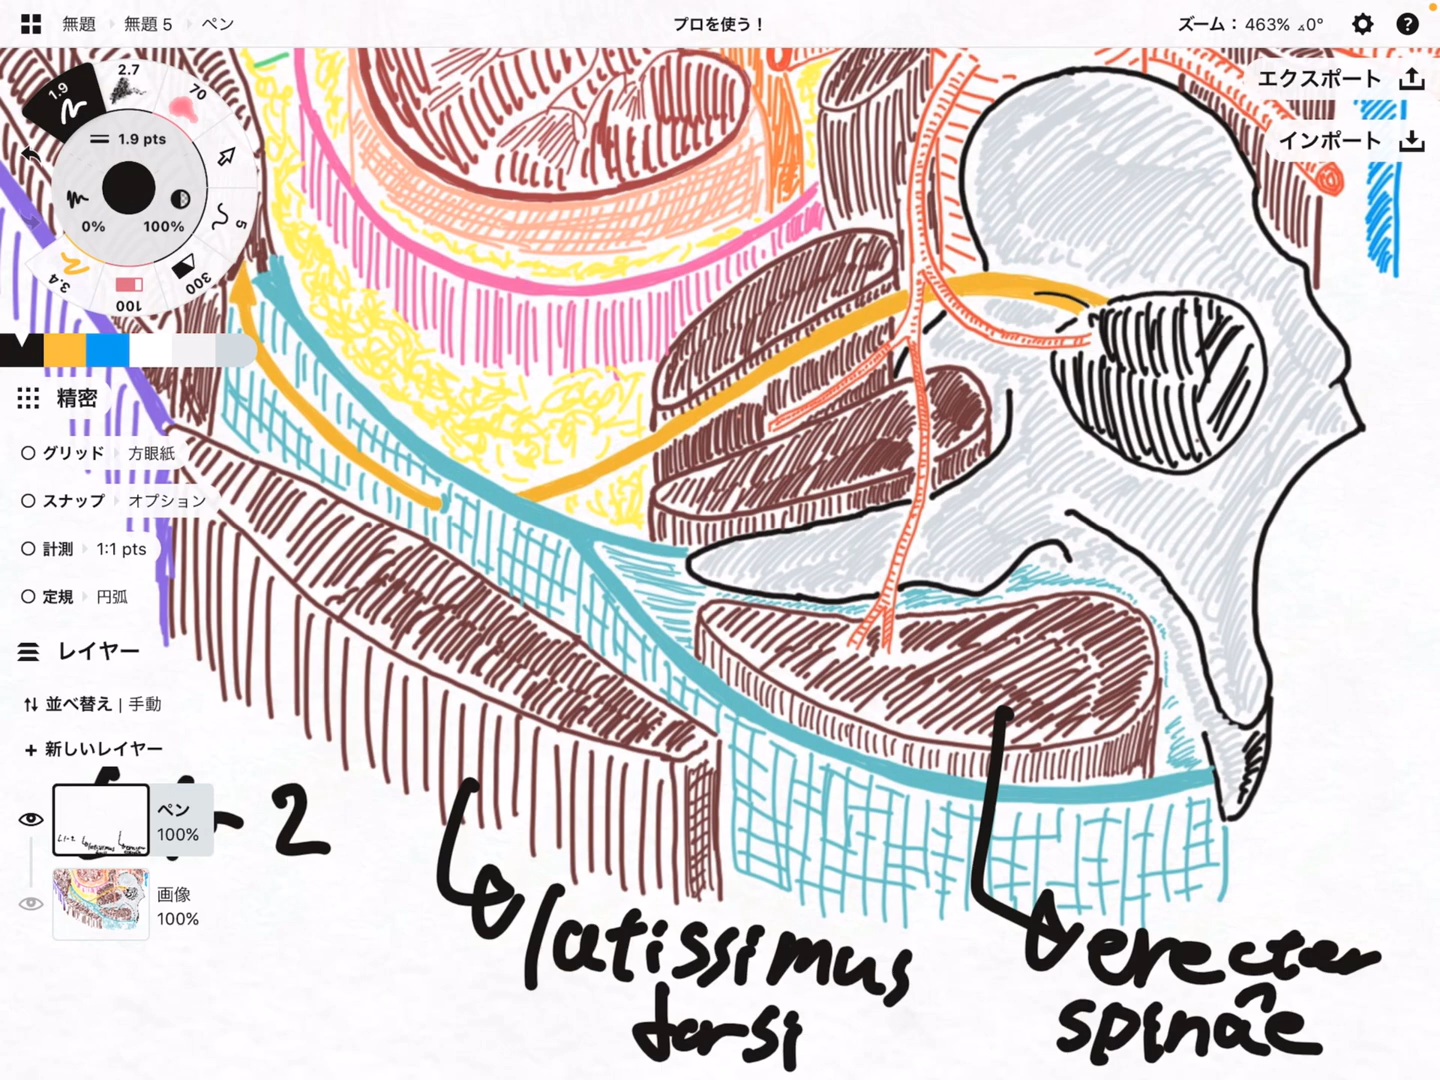 無題 無題 5 ペン
プロを使う！
ズーム： 463% ⊿0°
エクスポート
インポート
2.7
1.9
70
1.9 pts
0% 100%
5
3.4
100
300
精密
グリッド 方眼紙
スナップ オプション
計測 1:1 pts
定規 円弧
レイヤー
並べ替え | 手動
+ 新しいレイヤー
ペン
100%
画像
100%
-2
latissimus
dorsi
erecter
spinae